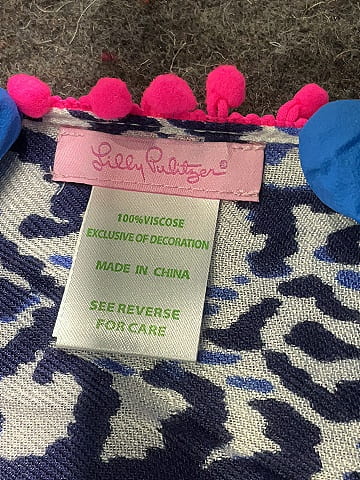 Lilly Pulitzer®
100%VISCOSE
EXCLUSIVE OF DECORATION
MADE IN CHINA
SEE REVERSE
FOR CARE